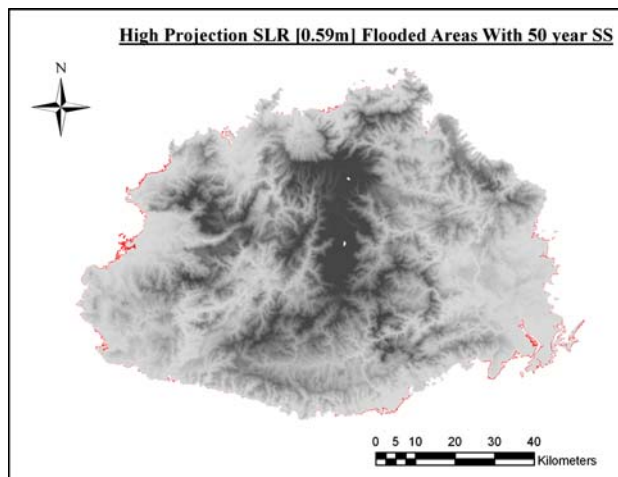 High Projection SLR [0.59m] Flooded Areas With 50 year SS
N
0 5 10 20 30 40
Kilometers